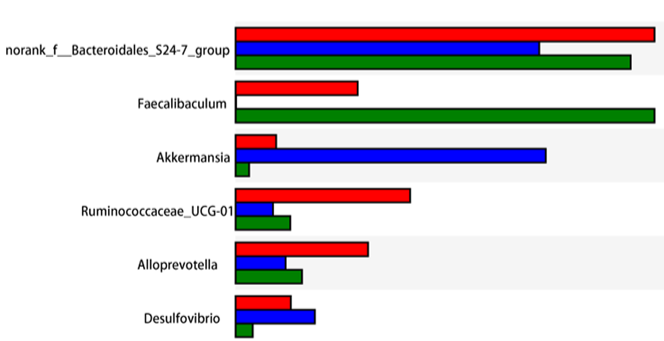 norank_f__Bacteroidales_S24-7_group
Faecalibaculum
Akkermansia
Ruminococcaceae_UCG-01
Alloprevotella
Desulfovibrio